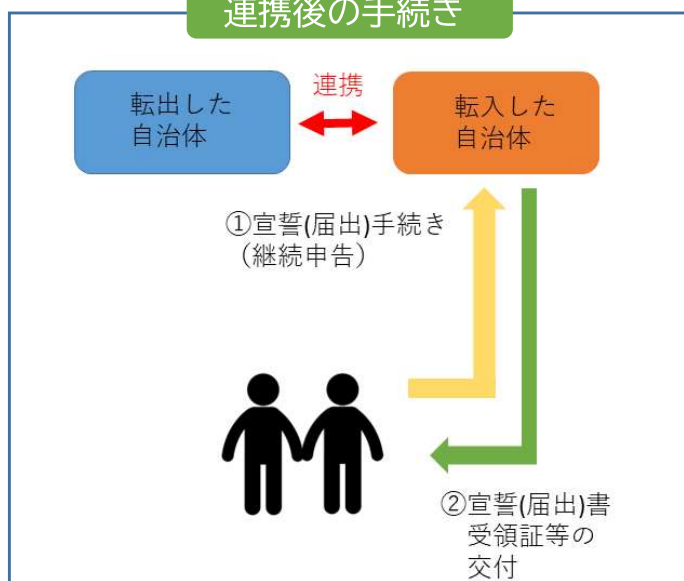 連携後の手続き
転出した
自治体
連携
転入した
自治体
①宣誓(届出)手続き
（継続申告）
②宣誓(届出)書
受領証等の
交付